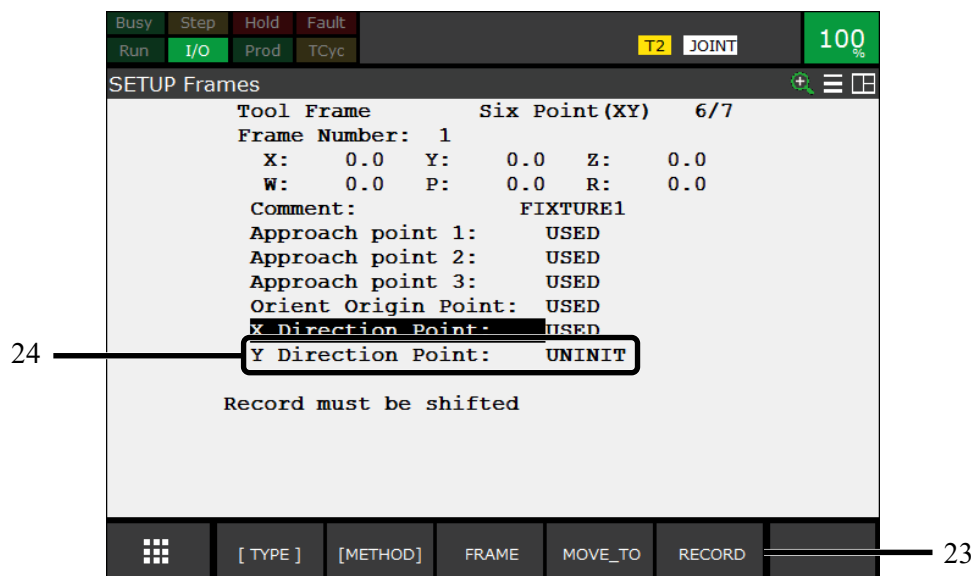 Busy Step Hold Fault
Run I/O Prod TCyc T2 JOINT 100 %
SETUP Frames
Tool Frame Six Point(XY) 6/7
Frame Number: 1
X: 0.0 Y: 0.0 Z: 0.0
W: 0.0 P: 0.0 R: 0.0
Comment: FIXTURE1
Approach point 1: USED
Approach point 2: USED
Approach point 3: USED
Orient Origin Point: USED
X Direction Point: USED
24 Y Direction Point: UNINIT
Record must be shifted
[ TYPE ] [METHOD] FRAME MOVE_TO RECORD 23